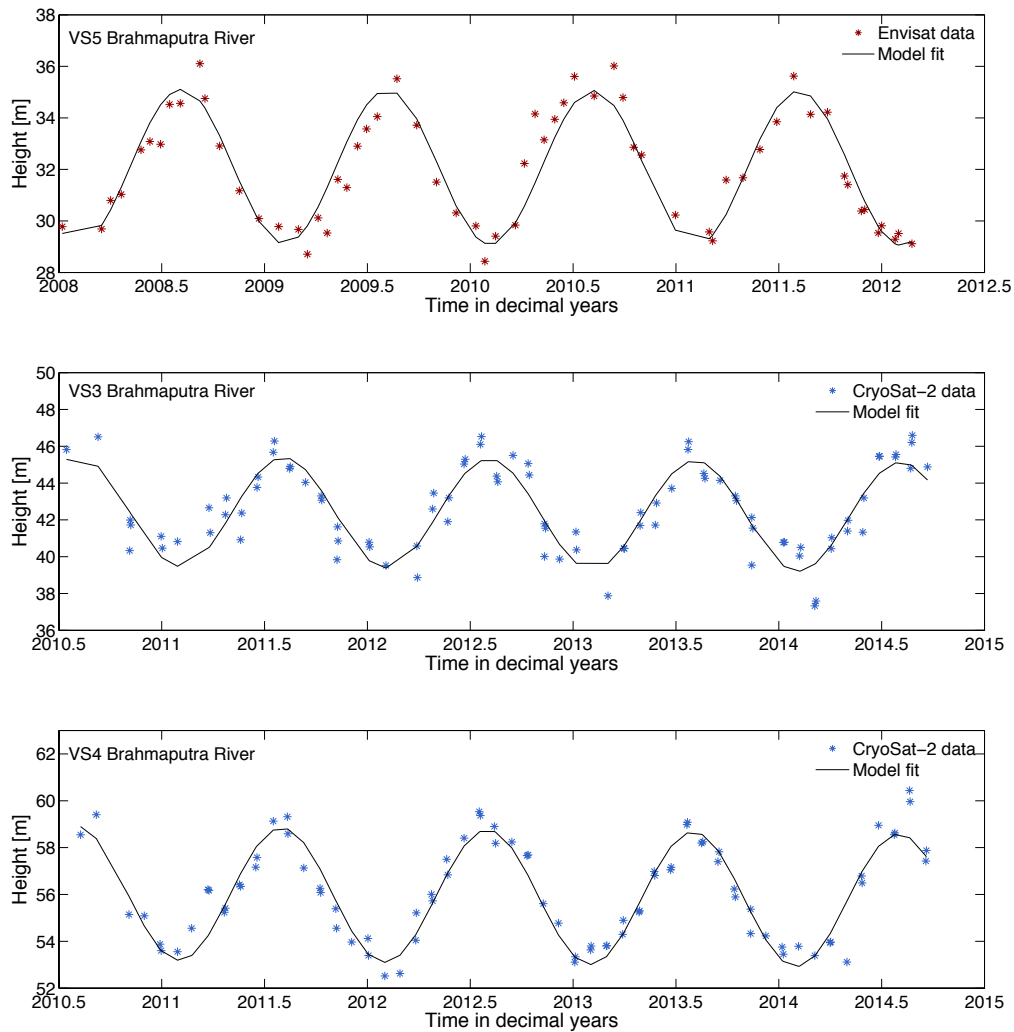 VS5 Brahmaputra River
Envisat data
Model fit
Height [m]
38
36
34
32
30
28
2008 2008.5 2009 2009.5 2010 2010.5 2011 2011.5 2012 2012.5
Time in decimal years
VS3 Brahmaputra River
CryoSat-2 data
Model fit
Height [m]
50
48
46
44
42
40
38
36
2010.5 2011 2011.5 2012 2012.5 2013 2013.5 2014 2014.5 2015
Time in decimal years
VS4 Brahmaputra River
CryoSat-2 data
Model fit
Height [m]
62
60
58
56
54
52
2010.5 2011 2011.5 2012 2012.5 2013 2013.5 2014 2014.5 2015
Time in decimal years